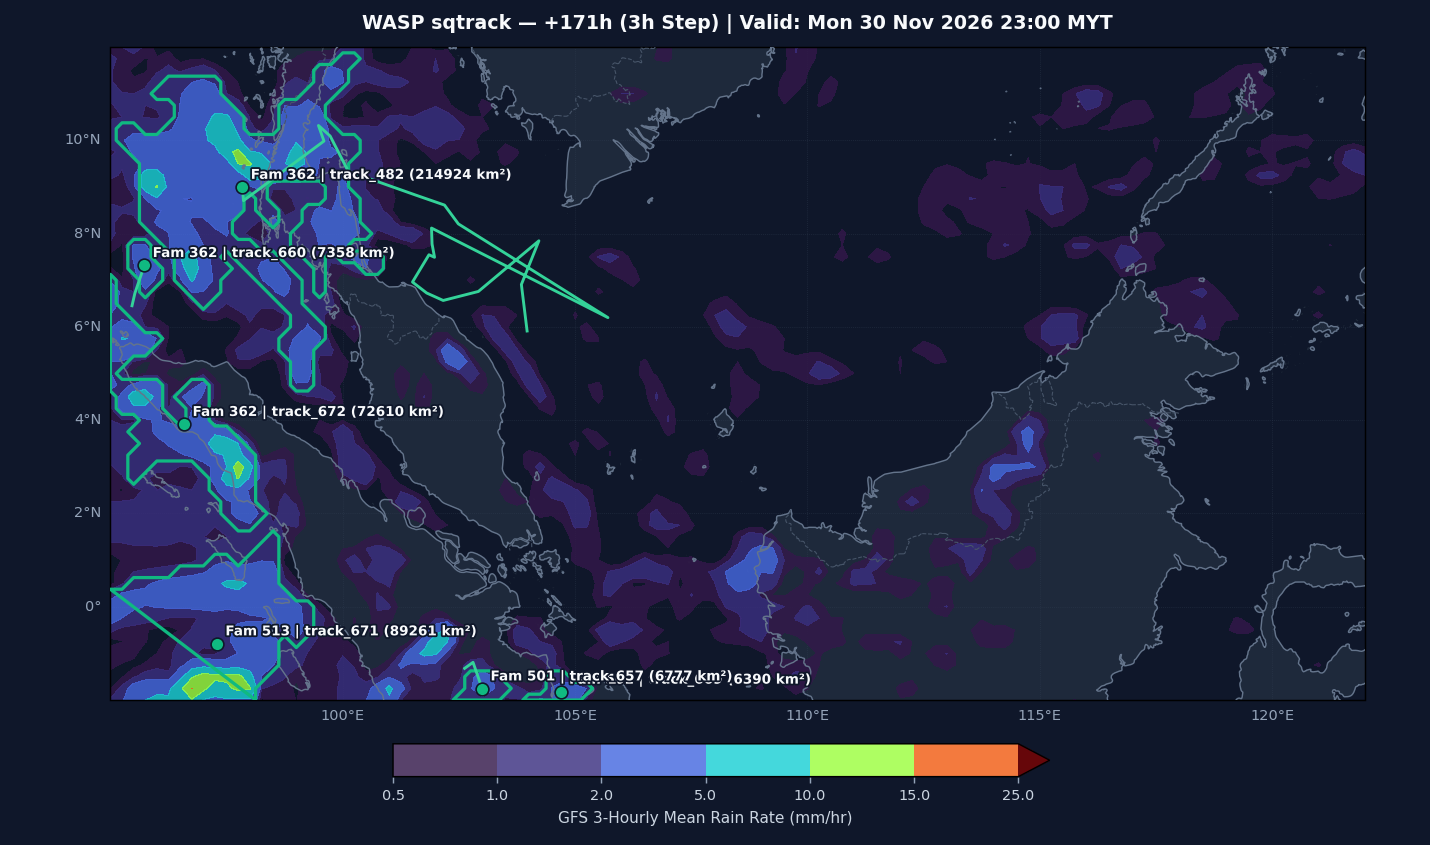 WASP sqtrack — +171h (3h Step) | Valid: Mon 30 Nov 2026 23:00 MYT
10°N
8°N
6°N
4°N
2°N
0°
Fam 362 | track_482 (214924 km²)
Fam 362 | track_660 (7358 km²)
Fam 362 | track_672 (72610 km²)
Fam 513 | track_671 (89261 km²)
Fam 501 | track_657 (6777 km²)
(6390 km²)
100°E
105°E
110°E
115°E
120°E
0.5
1.0
2.0
5.0
10.0
15.0
25.0
GFS 3-Hourly Mean Rain Rate (mm/hr)